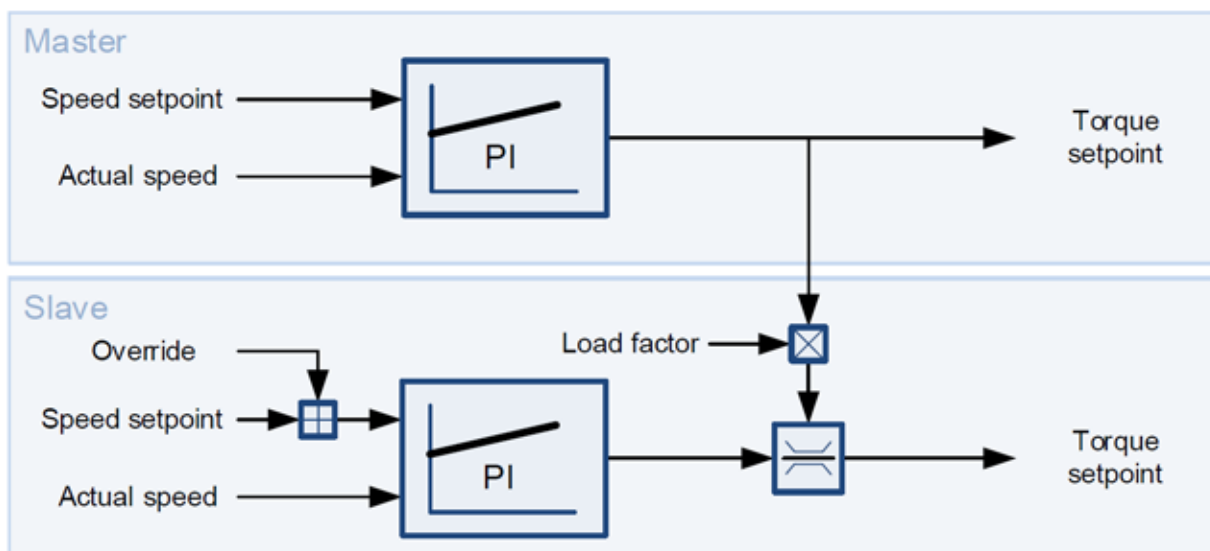 Master
Speed setpoint
Actual speed
PI
Torque
setpoint
Slave
Override
Load factor
Speed setpoint
Actual speed
PI
Torque
setpoint